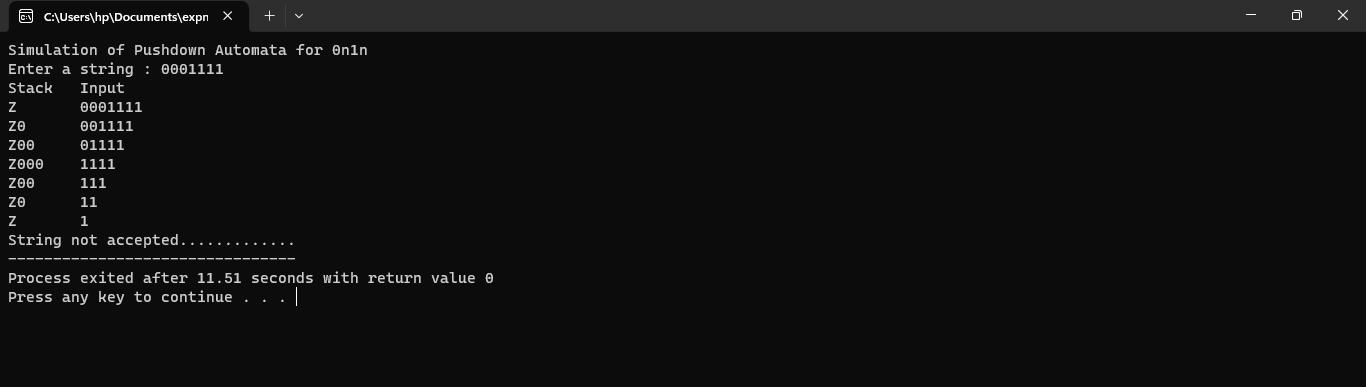 C:\Users\hp\Documents\expn
Simulation of Pushdown Automata for 0n1n
Enter a string : 0001111
Stack   Input
Z       0001111
Z0      001111
Z00     01111
Z000    1111
Z00     111
Z0      11
Z       1
String not accepted.............
--------------------------------
Process exited after 11.51 seconds with return value 0
Press any key to continue . . .